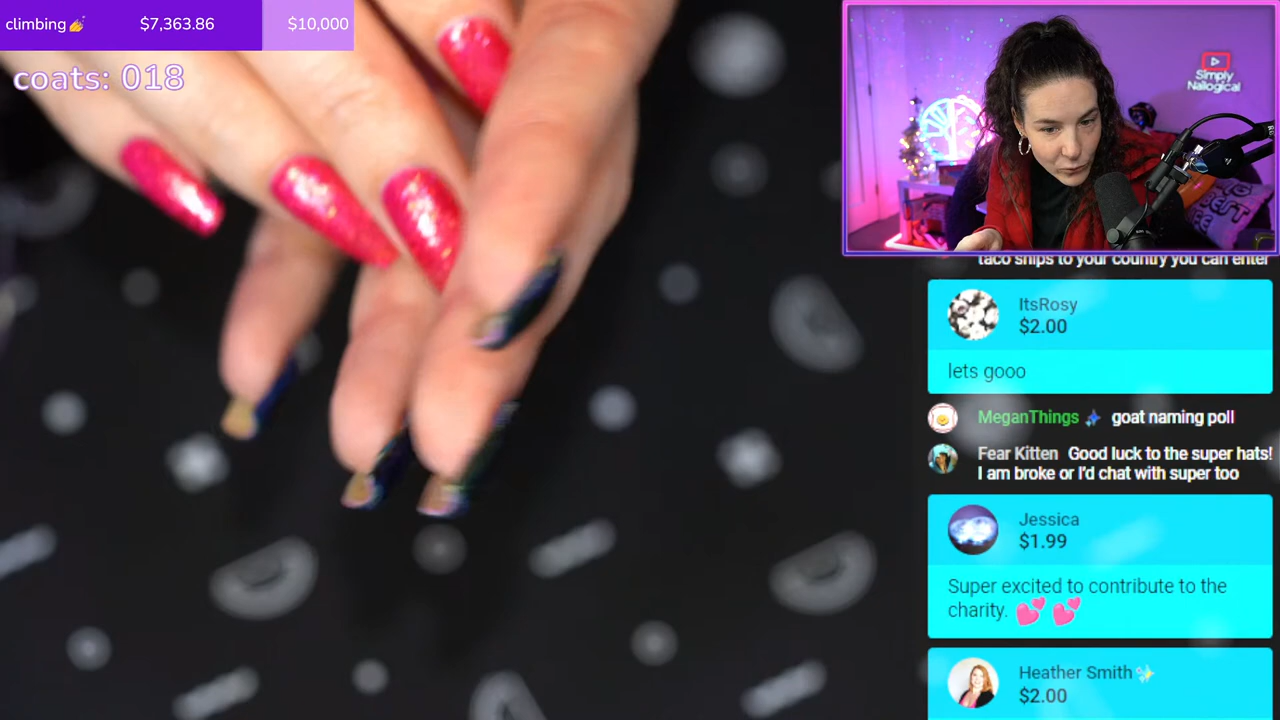 climbing💅 $7,363.86 $10,000
coats: 018
Simply
Nailogical
taco ships to your country you can enter
ItsRosy
$2.00
lets gooo
MeganThings goat naming poll
Fear Kitten Good luck to the super hats!
I am broke or I'd chat with super too
Jessica
$1.99
Super excited to contribute to the
charity. 💕 💕
Heather Smith✨
$2.00